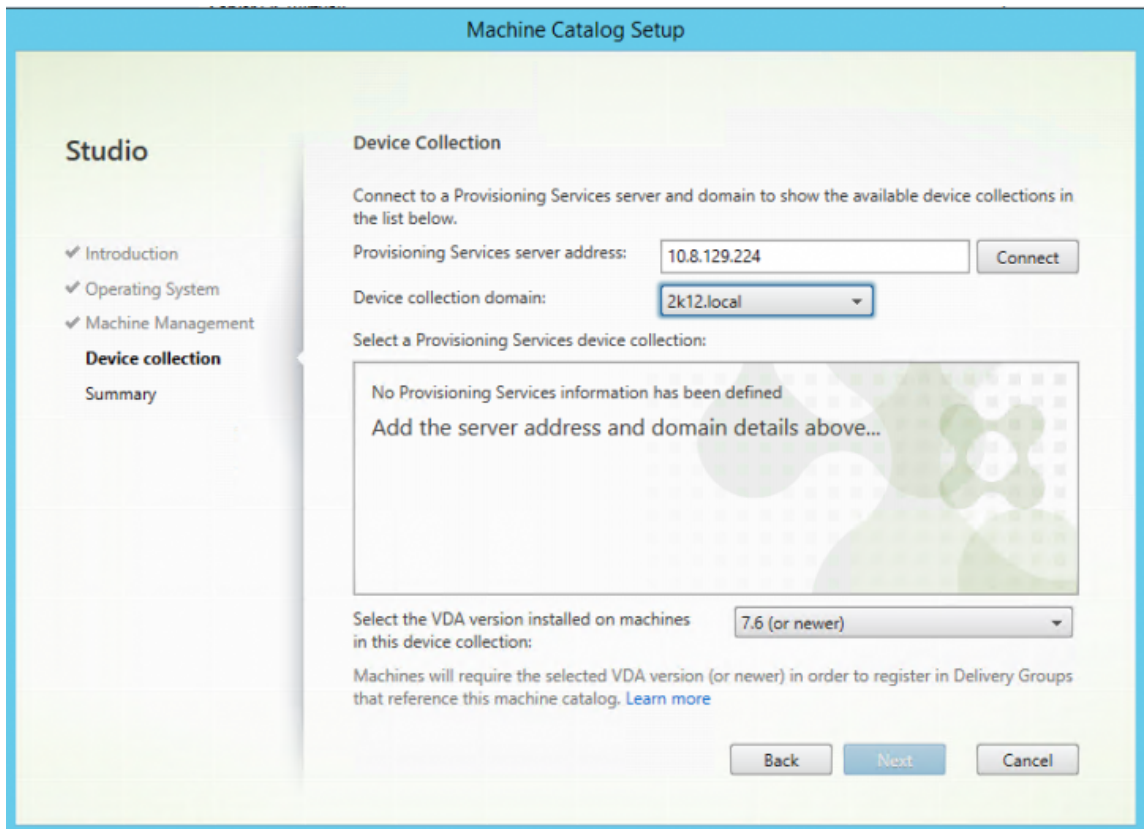 Machine Catalog Setup
Studio
✔ Introduction
✔ Operating System
✔ Machine Management
Device collection
Summary
Device Collection
Connect to a Provisioning Services server and domain to show the available device collections in
the list below.
Provisioning Services server address:
10.8.129.224
Connect
Device collection domain:
2k12.local
Select a Provisioning Services device collection:
No Provisioning Services information has been defined
Add the server address and domain details above...
Select the VDA version installed on machines
in this device collection:
7.6 (or newer)
Machines will require the selected VDA version (or newer) in order to register in Delivery Groups
that reference this machine catalog. Learn more
Back
Next
Cancel